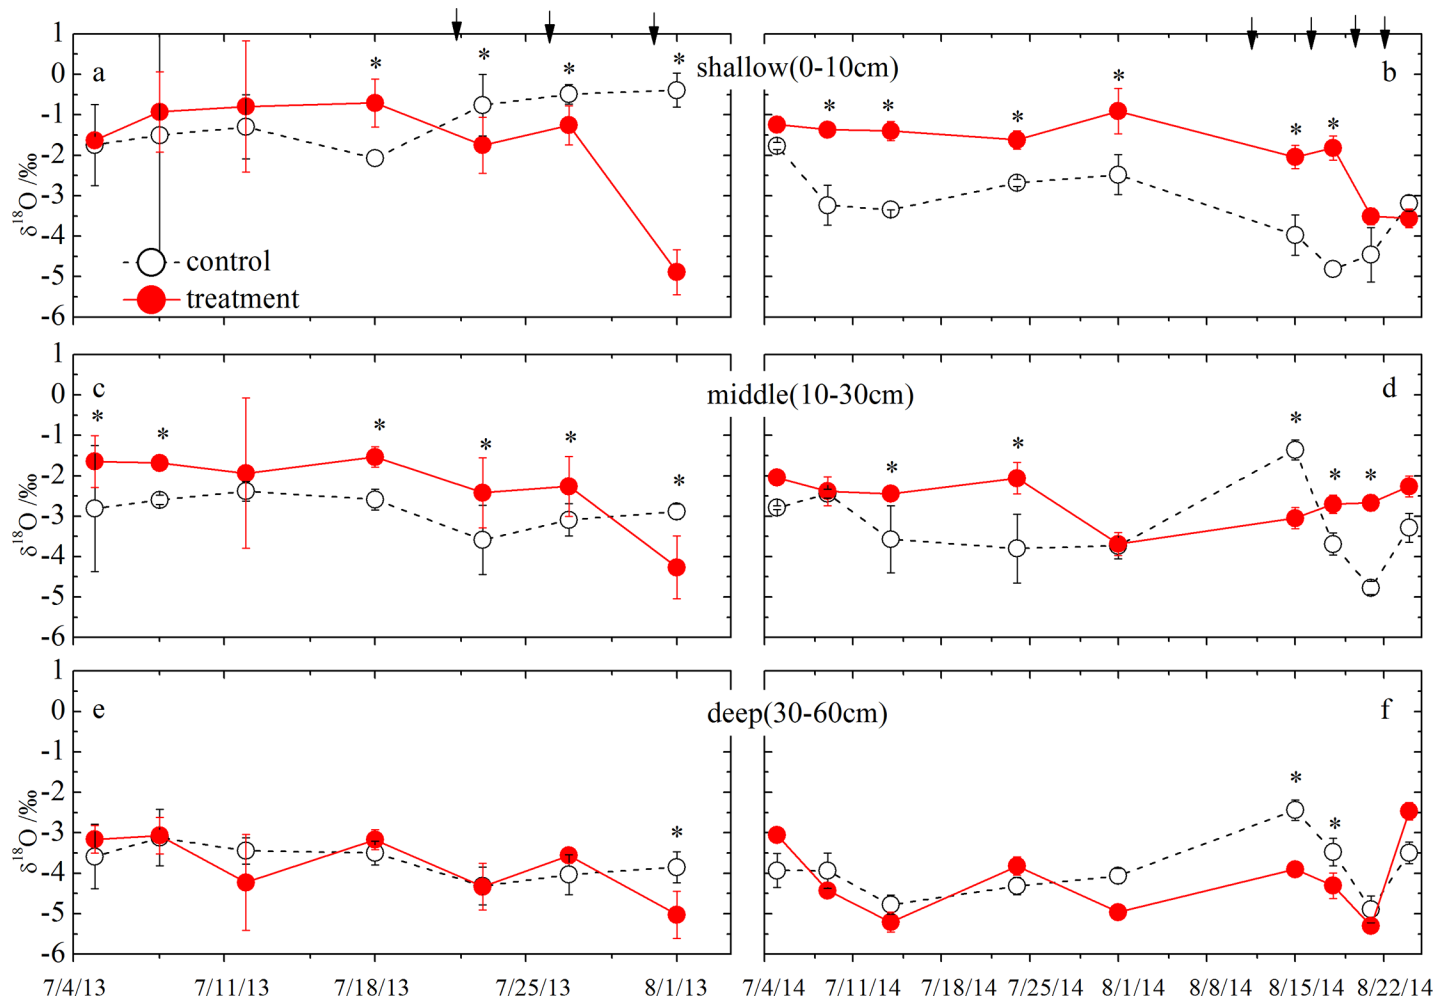 1
0
-1
-2
-3
-4
-5
-6
δ18O /‰
a
* * * *
control
treatment
shallow(0-10cm)
b
* * * * * *
1
0
-1
-2
-3
-4
-5
-6
δ18O /‰
c
* * * * * *
middle(10-30cm)
d
* * * * *
1
0
-1
-2
-3
-4
-5
-6
δ18O /‰
e
*
deep(30-60cm)
f
* *
7/4/13 7/11/13 7/18/13 7/25/13 8/1/13
7/4/14 7/11/14 7/18/14 7/25/14 8/1/14 8/8/14 8/15/14 8/22/14